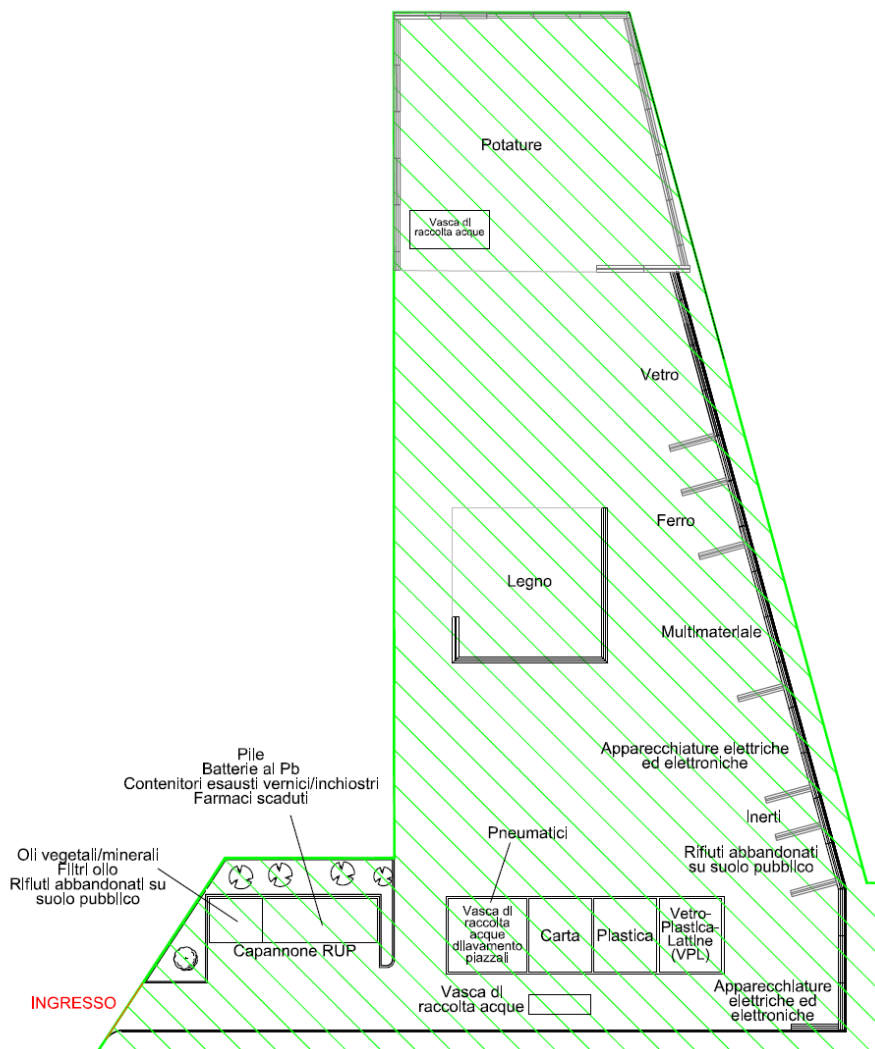 Potature
Vasca di
raccolta acque
Vetro
Ferro
Legno
Multimateriale
Apparecchiature elettriche
ed elettroniche
Inerti
Rifiuti abbandonati
su suolo pubblico
Pile
Batterie al Pb
Contenitori esausti vernici/inchiostri
Farmaci scaduti
Oli vegetali/minerali
Filtri olio
Rifiuti abbandonati su
suolo pubblico
Capannone RUP
Pneumatici
Vasca di
raccolta
acque
dilavamento
piazzali
Carta
Plastica
Vetro-
Plastica-
Lattine
(VPL)
Vasca di
raccolta acque
Apparecchiature
elettriche ed
elettroniche
INGRESSO